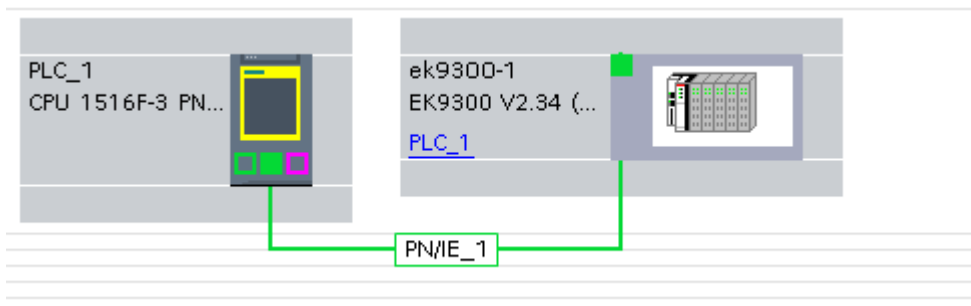 PLC_1
CPU 1516F-3 PN...
ek9300-1
EK9300 V2.34 (...
PLC_1
PN/IE_1